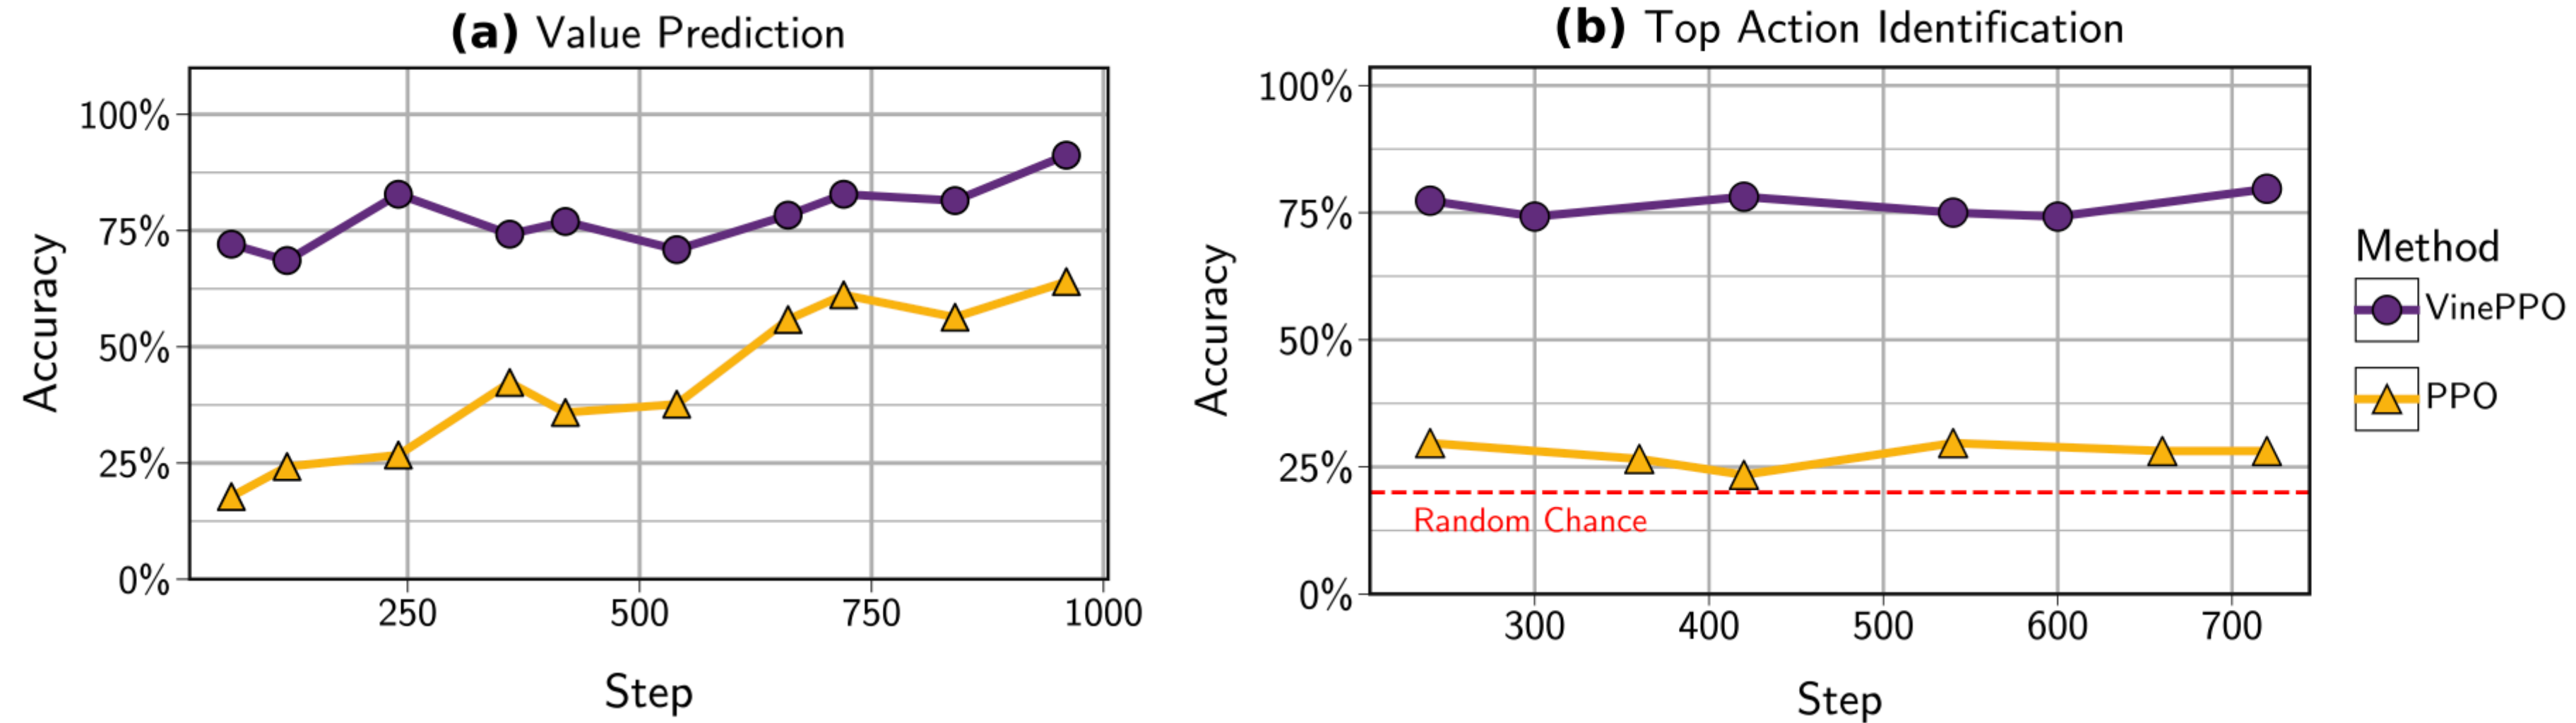 (a) Value Prediction
Accuracy
100%
75%
50%
25%
0%
250 500 750 1000
Step
(b) Top Action Identification
Accuracy
100%
75%
50%
25%
0%
Random Chance
300 400 500 600 700
Step
Method
VinePPO
PPO